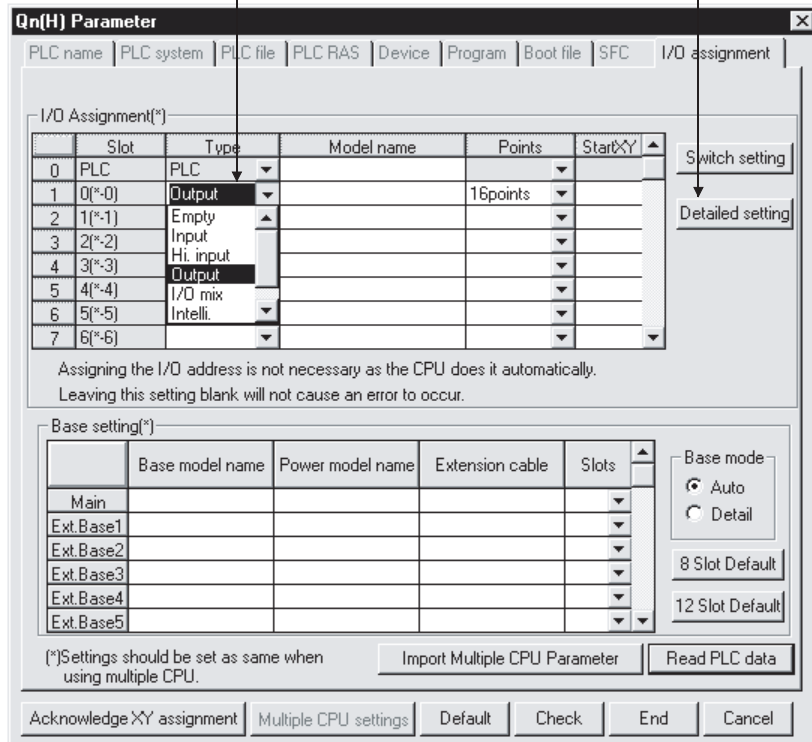 Qn(H) Parameter
PLC name PLC system PLC file PLC RAS Device Program Boot file SFC I/O assignment
I/O Assignment(*)
Slot Type Model name Points StartXY
0 PLC PLC
1 0(*-0) Output 16points
2 1(*-1) Empty
3 2(*-2) Input
Hi. input
4 3(*-3) Output
5 4(*-4) I/O mix
6 5(*-5) Intelli.
7 6(*-6)
Switch setting
Detailed setting
Assigning the I/O address is not necessary as the CPU does it automatically.
Leaving this setting blank will not cause an error to occur.
Base setting(*)
Base model name Power model name Extension cable Slots
Main
Ext.Base1
Ext.Base2
Ext.Base3
Ext.Base4
Ext.Base5
Base mode
Auto
Detail
8 Slot Default
12 Slot Default
(*)Settings should be set as same when
using multiple CPU.
Import Multiple CPU Parameter Read PLC data
Acknowledge XY assignment Multiple CPU settings Default Check End Cancel